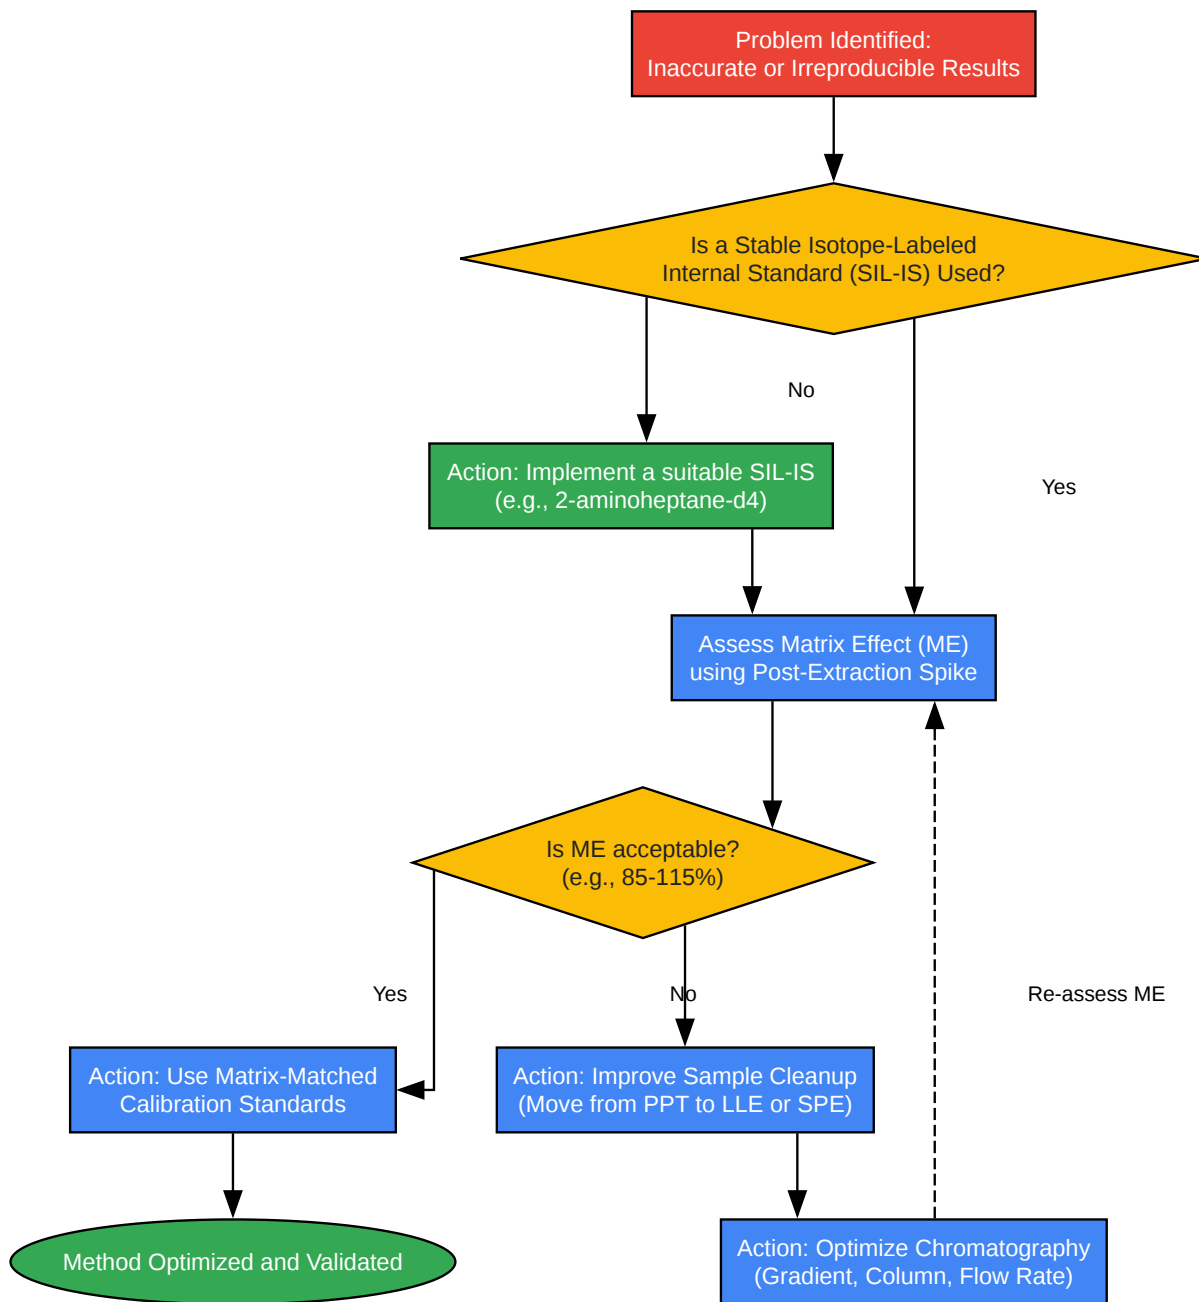 Problem Identified:
Inaccurate or Irreproducible Results
Is a Stable Isotope-Labeled
Internal Standard (SIL-IS) Used?
No
Action: Implement a suitable SIL-IS
(e.g., 2-aminoheptane-d4)
Yes
Assess Matrix Effect (ME)
using Post-Extraction Spike
Is ME acceptable?
(e.g., 85-115%)
Yes
No
Re-assess ME
Action: Use Matrix-Matched
Calibration Standards
Action: Improve Sample Cleanup
(Move from PPT to LLE or SPE)
Method Optimized and Validated
Action: Optimize Chromatography
(Gradient, Column, Flow Rate)